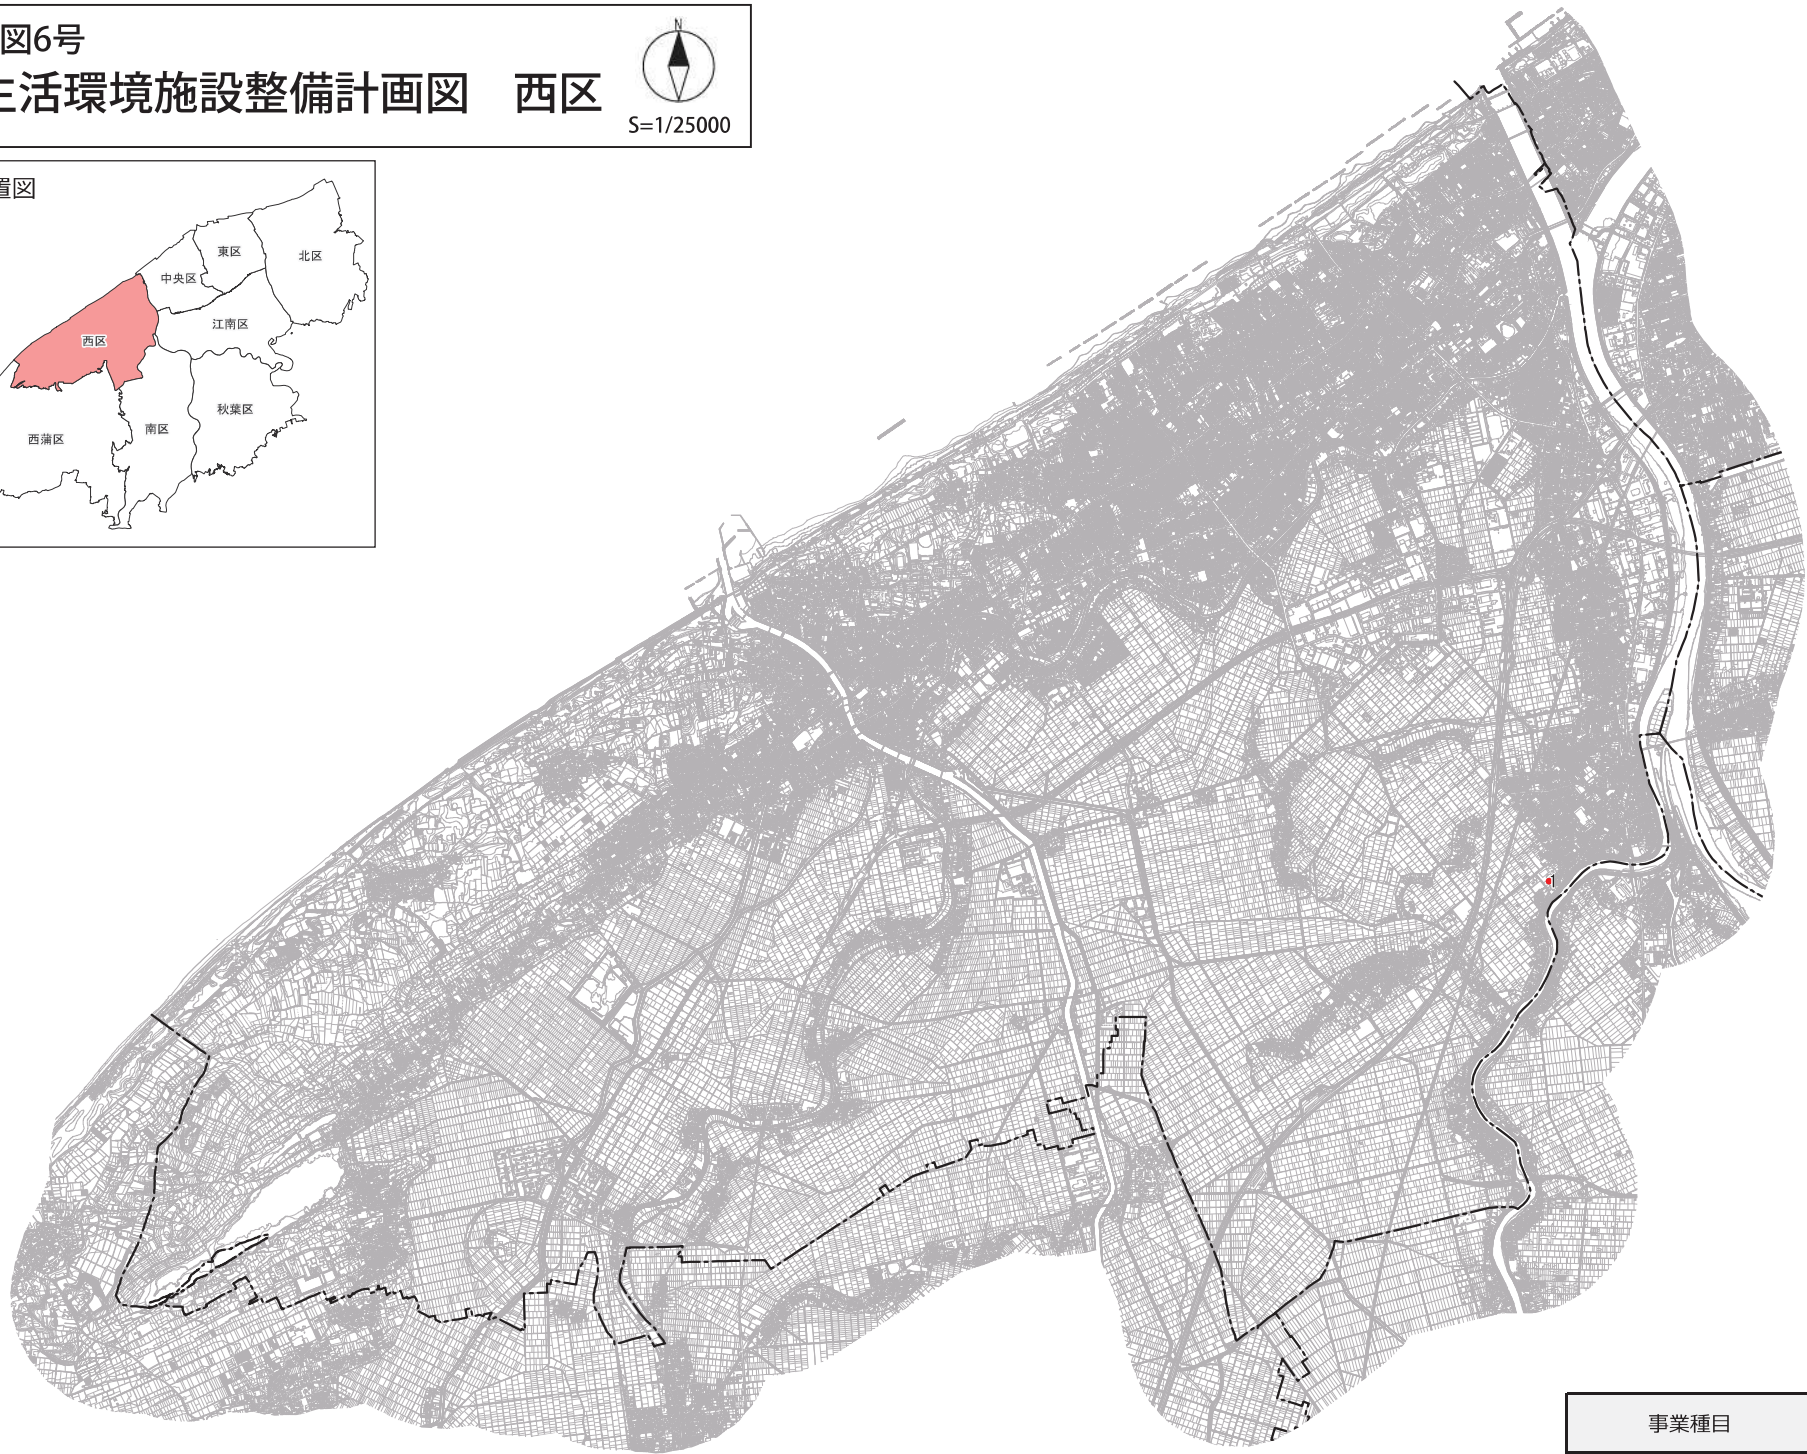 図6号
生活環境施設整備計画図　西区
N
S=1/25000
置図
北区
東区
中央区
江南区
西区
秋葉区
南区
西蒲区
1
事業種目